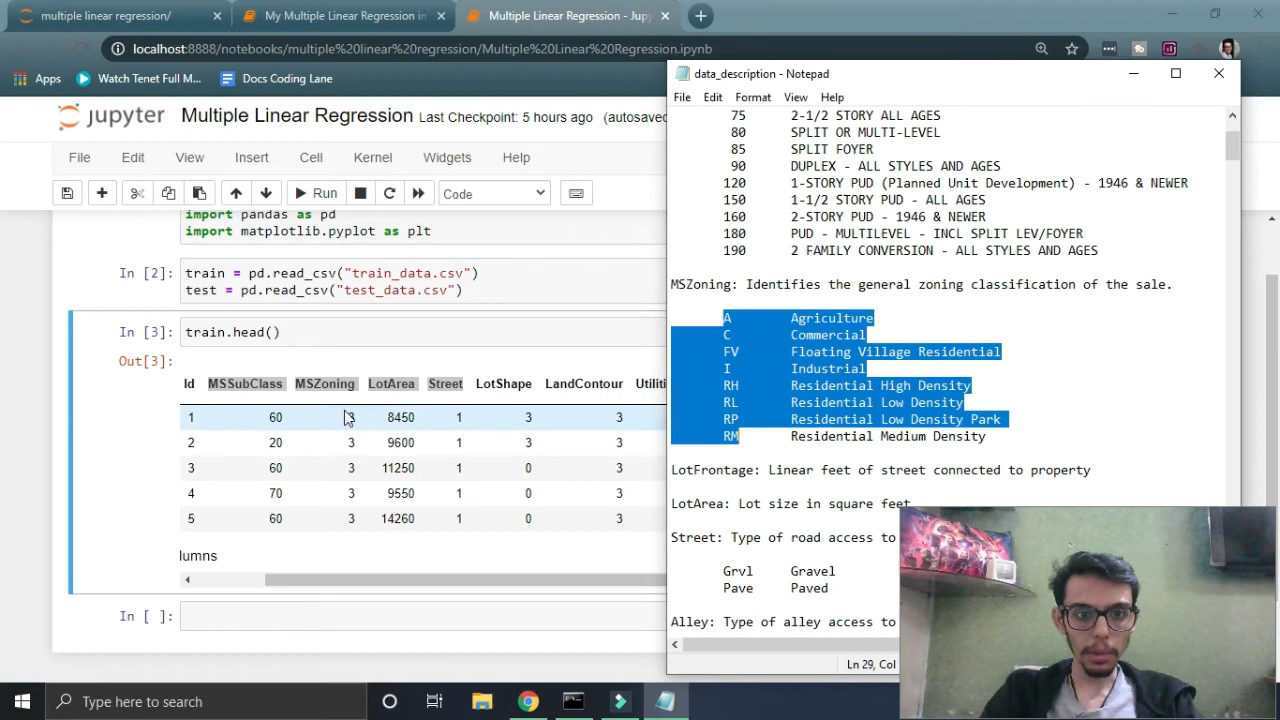 multiple linear regression/
My Multiple Linear Regression in
Multiple Linear Regression - Jup
localhost:8888/notebooks/multiple%20linear%20regression/Multiple%20Linear%20Regression.ipynb
Apps
Watch Tenet Full M...
Docs Coding Lane
jupyter
Multiple Linear Regression Last Checkpoint: 5 hours ago (autosaved
File Edit View Insert Cell Kernel Widgets Help
Run
Code
import pandas as pd
import matplotlib.pyplot as plt
In [2]: train = pd.read_csv("train_data.csv")
test = pd.read_csv("test_data.csv")
In [3]: train.head()
Out[3]:
Id MSSubClass MSZoning LotArea Street LotShape LandContour Utiliti
1 60 3 8450 1 3 3
2 20 3 9600 1 3 3
3 60 3 11250 1 0 3
4 70 3 9550 1 0 3
5 60 3 14260 1 0 3
lumns
In [ ]:
data_description - Notepad
File Edit Format View Help
75 2-1/2 STORY ALL AGES
80 SPLIT OR MULTI-LEVEL
85 SPLIT FOYER
90 DUPLEX - ALL STYLES AND AGES
120 1-STORY PUD (Planned Unit Development) - 1946 & NEWER
150 1-1/2 STORY PUD - ALL AGES
160 2-STORY PUD - 1946 & NEWER
180 PUD - MULTILEVEL - INCL SPLIT LEV/FOYER
190 2 FAMILY CONVERSION - ALL STYLES AND AGES
MSZoning: Identifies the general zoning classification of the sale.
A Agriculture
C Commercial
FV Floating Village Residential
I Industrial
RH Residential High Density
RL Residential Low Density
RP Residential Low Density Park
RM Residential Medium Density
LotFrontage: Linear feet of street connected to property
LotArea: Lot size in square feet
Street: Type of road access to
Grvl Gravel
Pave Paved
Alley: Type of alley access to
Ln 29, Col
Type here to search